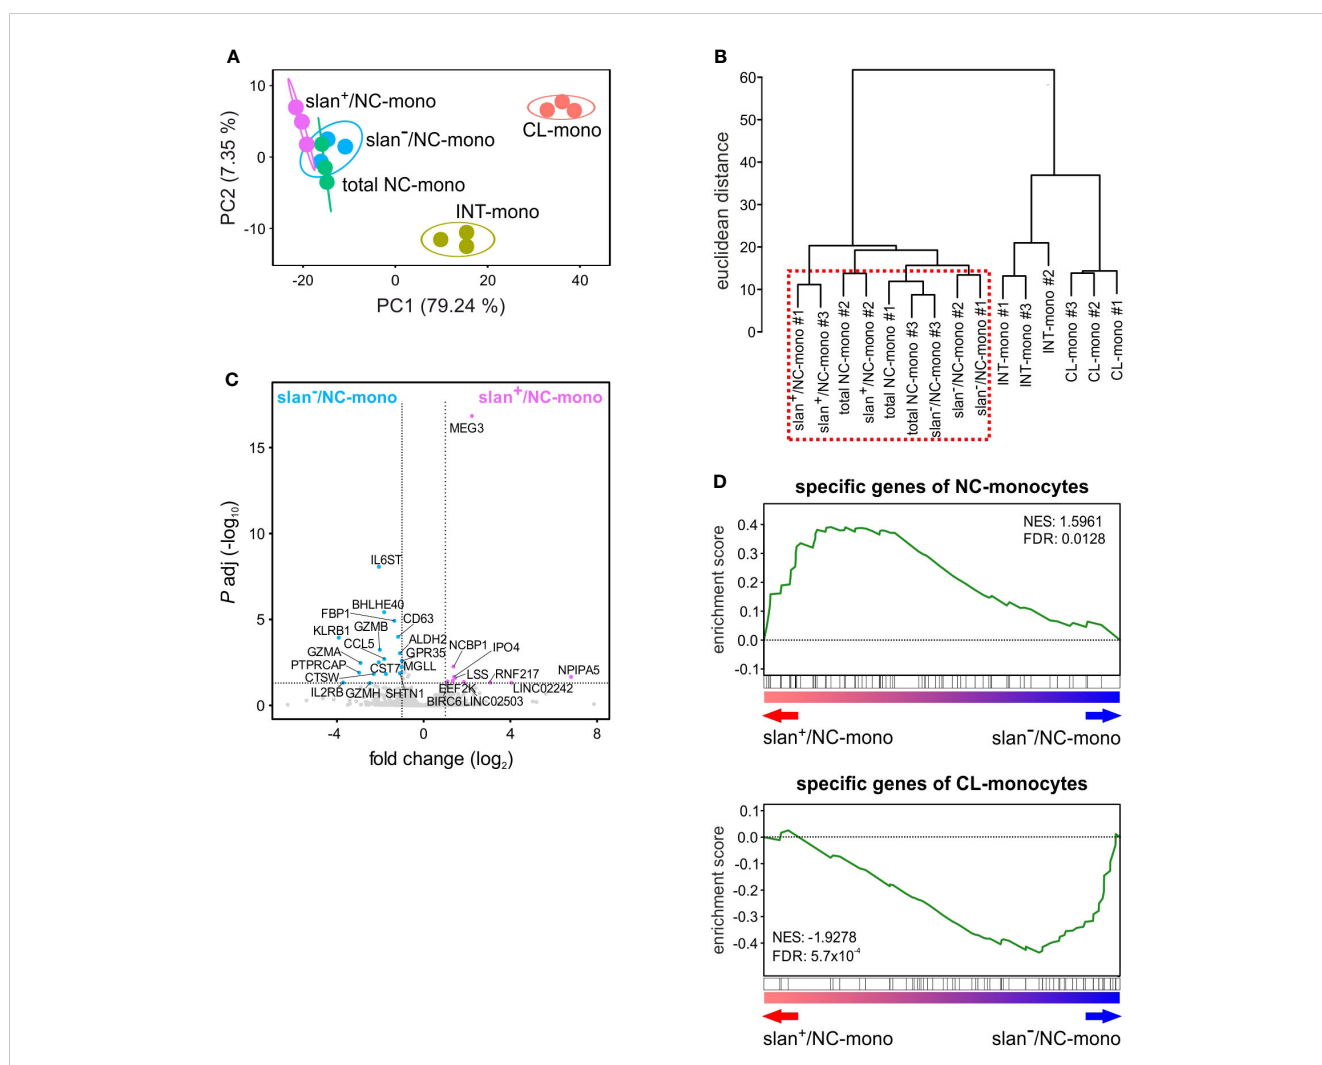 A
10
0
-10
PC2 (7.35 %)
slan⁺/NC-mono
slan⁻/NC-mono
total NC-mono
CL-mono
INT-mono
-20
0
20
40
PC1 (79.24 %)
B
60
50
40
30
20
10
0
euclidean distance
slan⁺/NC-mono #1
slan⁺/NC-mono #3
total NC-mono #2
slan⁺/NC-mono #2
total NC-mono #1
total NC-mono #3
slan⁻/NC-mono #3
slan⁻/NC-mono #2
slan⁻/NC-mono #1
INT-mono #1
INT-mono #3
INT-mono #2
CL-mono #3
CL-mono #2
CL-mono #1
C
slan⁻/NC-mono
slan⁺/NC-mono
15
10
5
0
P adj (-log₁₀)
MEG3
IL6ST
BHLHE40
FBP1
CD63
GZMB
KLRB1
CCL5
ALDH2
NCBP1
IPO4
GZMA
GPR35
PTPRCAP
CST7
MGLL
CTSW
LSS
RNF217
NPIPA5
IL2RB
GZMH
SHTN1
EEF2K
LINC02242
BIRC6
LINC02503
-4
0
4
8
fold change (log₂)
D
specific genes of NC-monocytes
NES: 1.5961
FDR: 0.0128
0.4
0.3
0.2
0.1
0.0
-0.1
enrichment score
slan⁺/NC-mono
slan⁻/NC-mono
specific genes of CL-monocytes
0.1
0.0
-0.1
-0.2
-0.3
-0.4
enrichment score
NES: -1.9278
FDR: 5.7x10⁻⁴
slan⁺/NC-mono
slan⁻/NC-mono